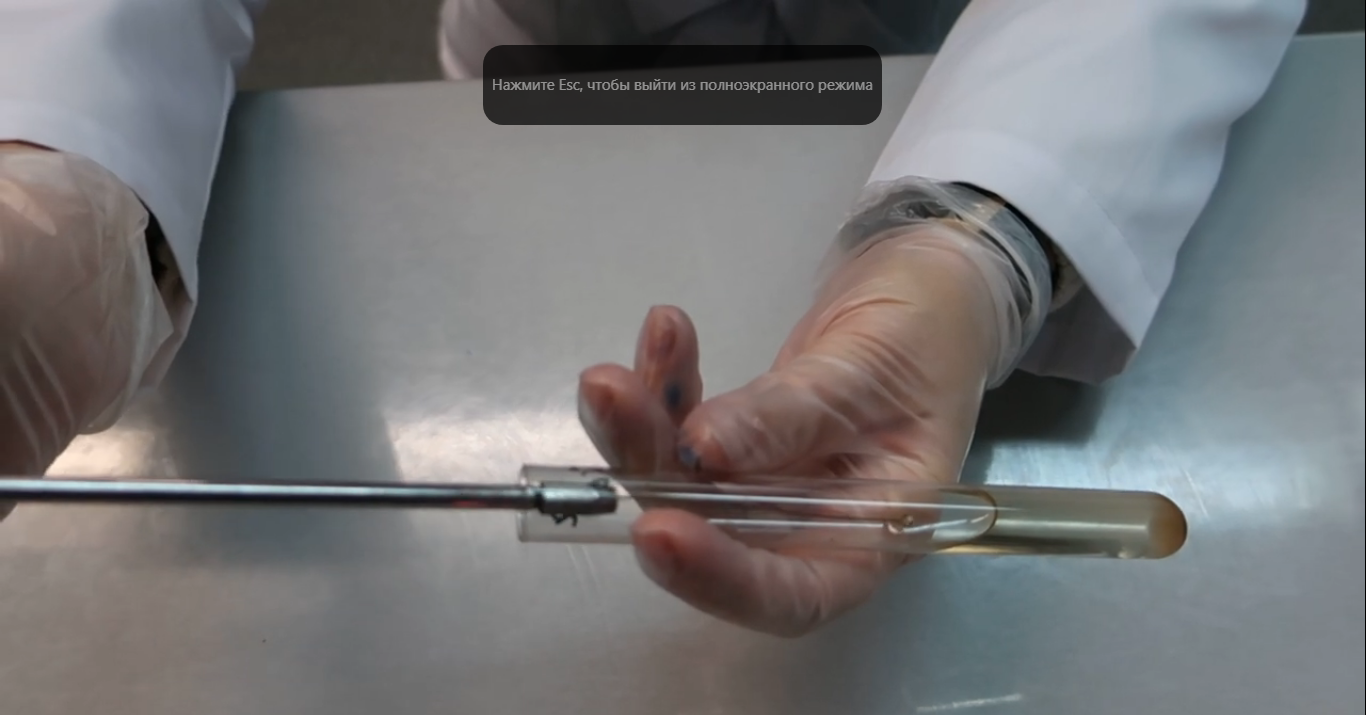 Нажмите Esc, чтобы выйти из полноэкранного режима